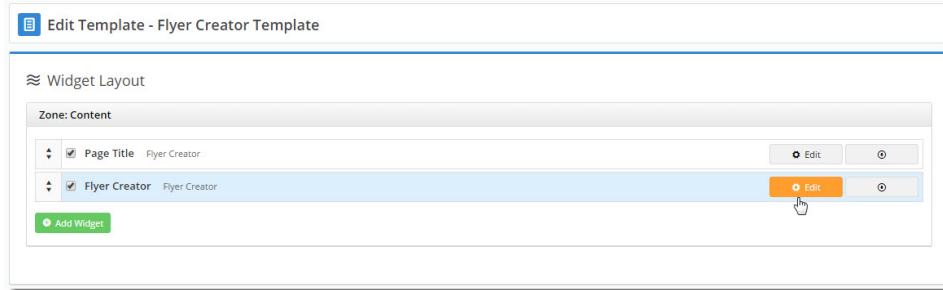 Edit Template - Flyer Creator Template
Widget Layout
Zone: Content
Page Title Flyer Creator Edit
Flyer Creator Flyer Creator Edit
Add Widget